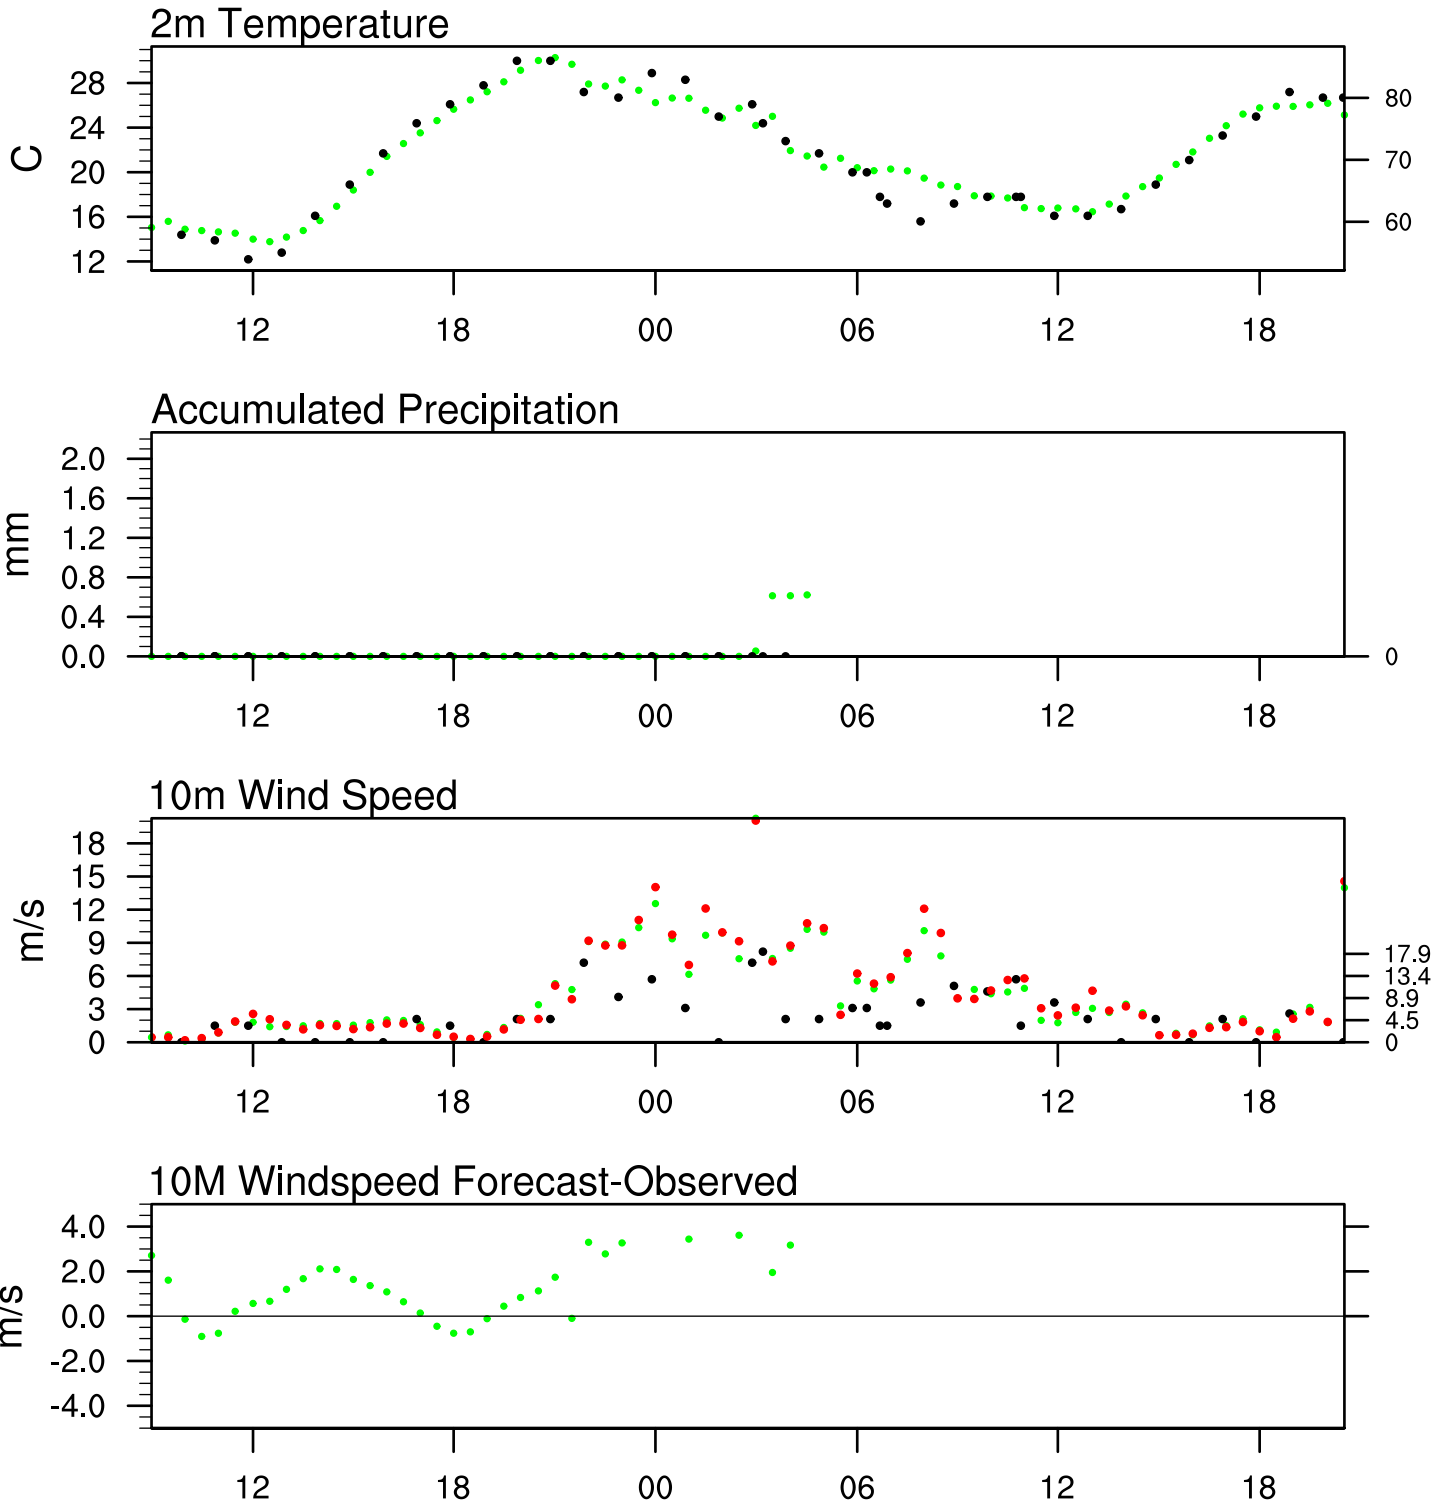 2m Temperature
28
24
20
16
12
C
80
70
60
12 18 00 06 12 18
Accumulated Precipitation
2.0
1.6
1.2
0.8
0.4
0.0
mm
0
12 18 00 06 12 18
10m Wind Speed
18
15
12
9
6
3
0
m/s
17.9
13.4
8.9
4.5
0
12 18 00 06 12 18
10M Windspeed Forecast-Observed
4.0
2.0
0.0
-2.0
-4.0
m/s
12 18 00 06 12 18